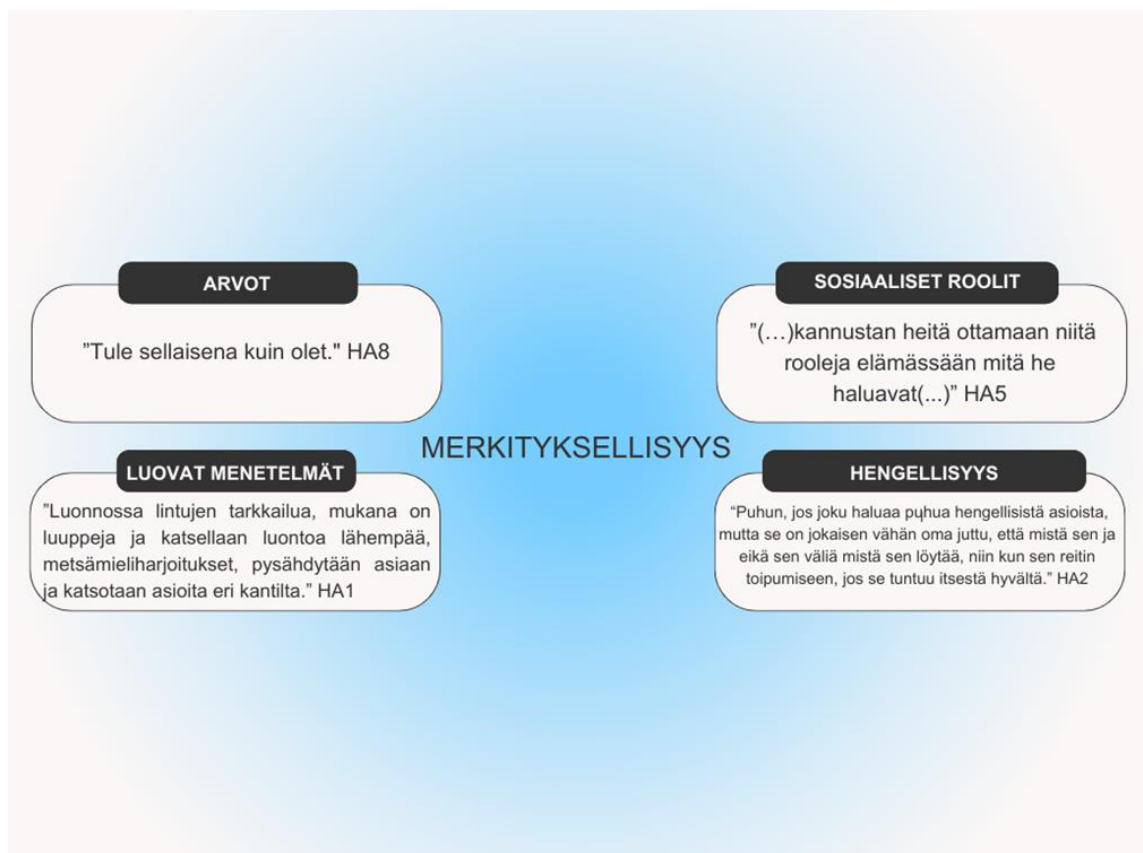 ARVOT
”Tule sellaisena kuin olet." HA8
SOSIAALISET ROOLIT
”(…)kannustan heitä ottamaan niitä
rooleja elämässään mitä he
haluavat(...)” HA5
MERKITYKSELLISYYS
LUOVAT MENETELMÄT
”Luonnossa lintujen tarkkailua, mukana on
luuppeja ja katsellaan luontoa lähempää,
metsämieliharjoitukset, pysähdytään asiaan
ja katsotaan asioita eri kantilta.” HA1
HENGELLISYYS
“Puhun, jos joku haluaa puhua hengellisistä asioista,
mutta se on jokaisen vähän oma juttu, että mistä sen ja
eikä sen väliä mistä sen löytää, niin kun sen reitin
toipumiseen, jos se tuntuu itsestä hyvältä.” HA2